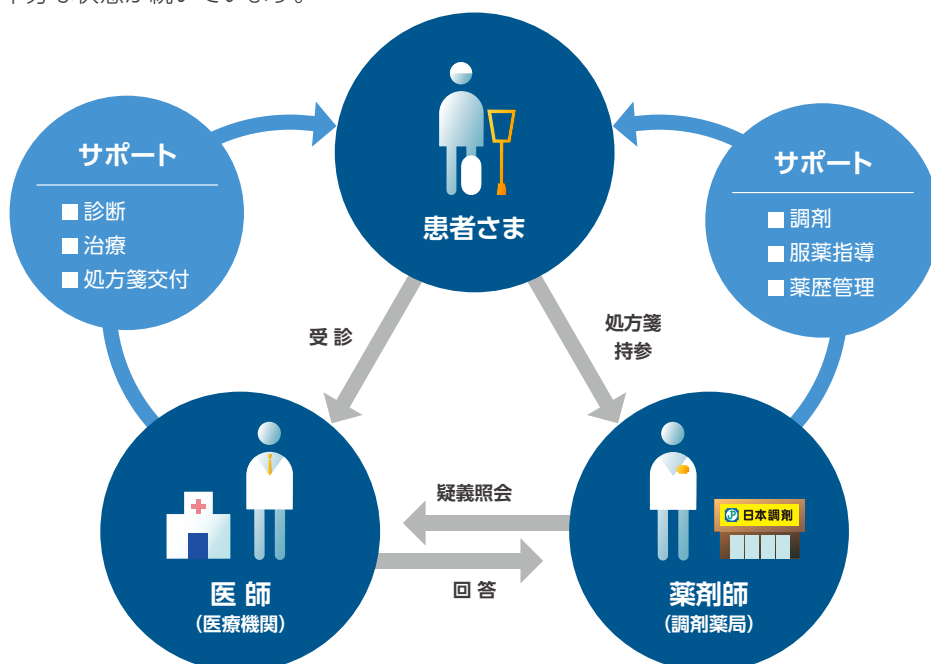 サポート
診断
治療
処方箋交付
患者さま
サポート
調剤
服薬指導
薬歴管理
受 診
処方箋
持参
疑義照会
回 答
医 師
(医療機関)
日本調剤
薬剤師
(調剤薬局)